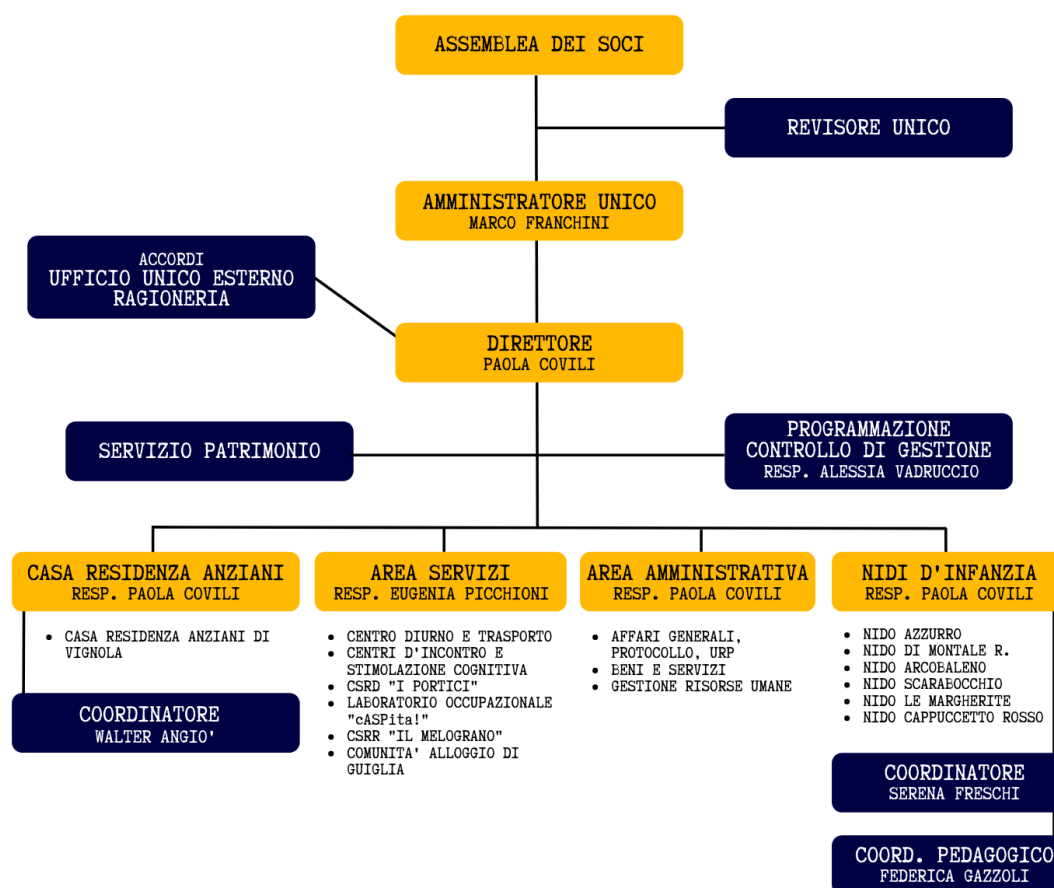 ASSEMBLEA DEI SOCI
REVISORE UNICO
AMMINISTRATORE UNICO
MARCO FRANCHINI
ACCORDI
UFFICIO UNICO ESTERNO
RAGIONERIA
DIRETTORE
PAOLA COVILI
SERVIZIO PATRIMONIO
PROGRAMMAZIONE
CONTROLLO DI GESTIONE
RESP. ALESSIA VADRUCCIO
CASA RESIDENZA ANZIANI
RESP. PAOLA COVILI
• CASA RESIDENZA ANZIANI DI
VIGNOLA
COORDINATORE
WALTER ANGIO'
AREA SERVIZI
RESP. EUGENIA PICCHIONI
• CENTRO DIURNO E TRASPORTO
• CENTRI D'INCONTRO E
STIMOLAZIONE COGNITIVA
• CSRD "I PORTICI"
• LABORATORIO OCCUPAZIONALE
"cASPita!"
• CSRR "IL MELOGRANO"
• COMUNITA' ALLOGGIO DI
GUIGLIA
AREA AMMINISTRATIVA
RESP. PAOLA COVILI
• AFFARI GENERALI,
PROTOCOLLO, URP
• BENI E SERVIZI
• GESTIONE RISORSE UMANE
NIDI D'INFANZIA
RESP. PAOLA COVILI
• NIDO AZZURRO
• NIDO DI MONTALE R.
• NIDO ARCOBALENO
• NIDO SCARABOCCHIO
• NIDO LE MARGHERITE
• NIDO CAPPUCCETTO ROSSO
COORDINATORE
SERENA FRESCHI
COORD. PEDAGOGICO
FEDERICA GAZZOLI